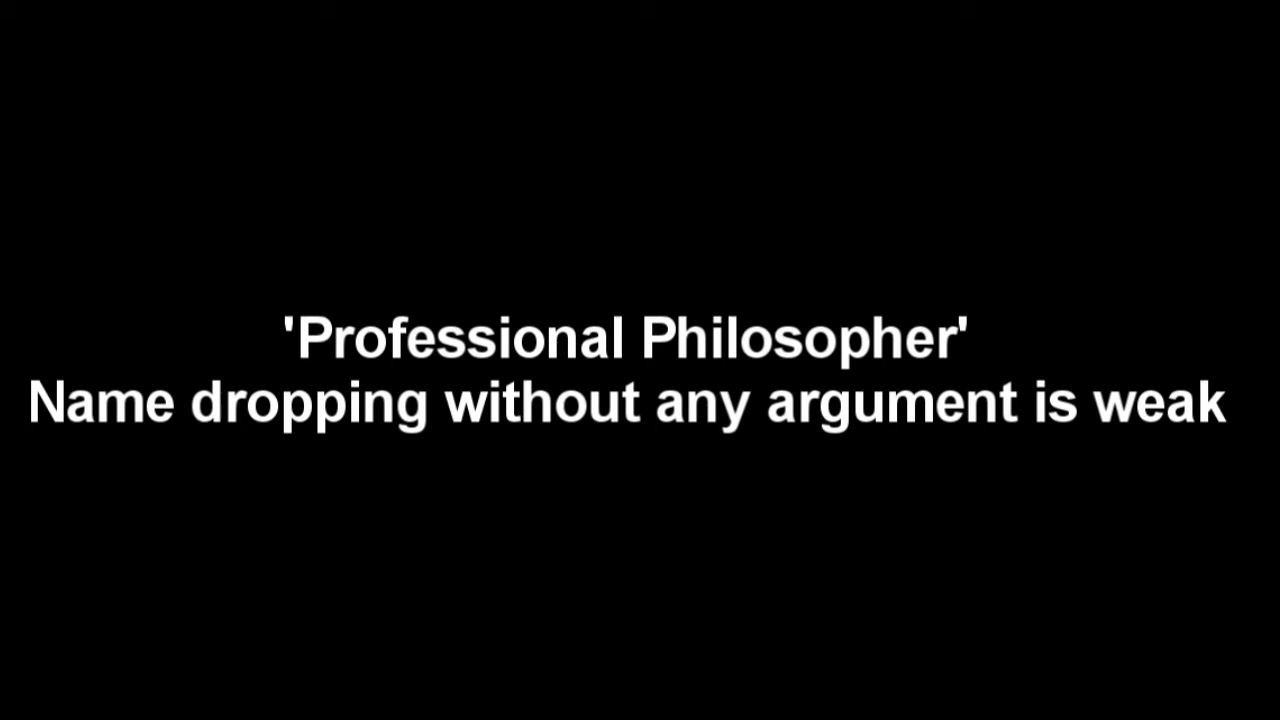 'Professional Philosopher'
Name dropping without any argument is weak